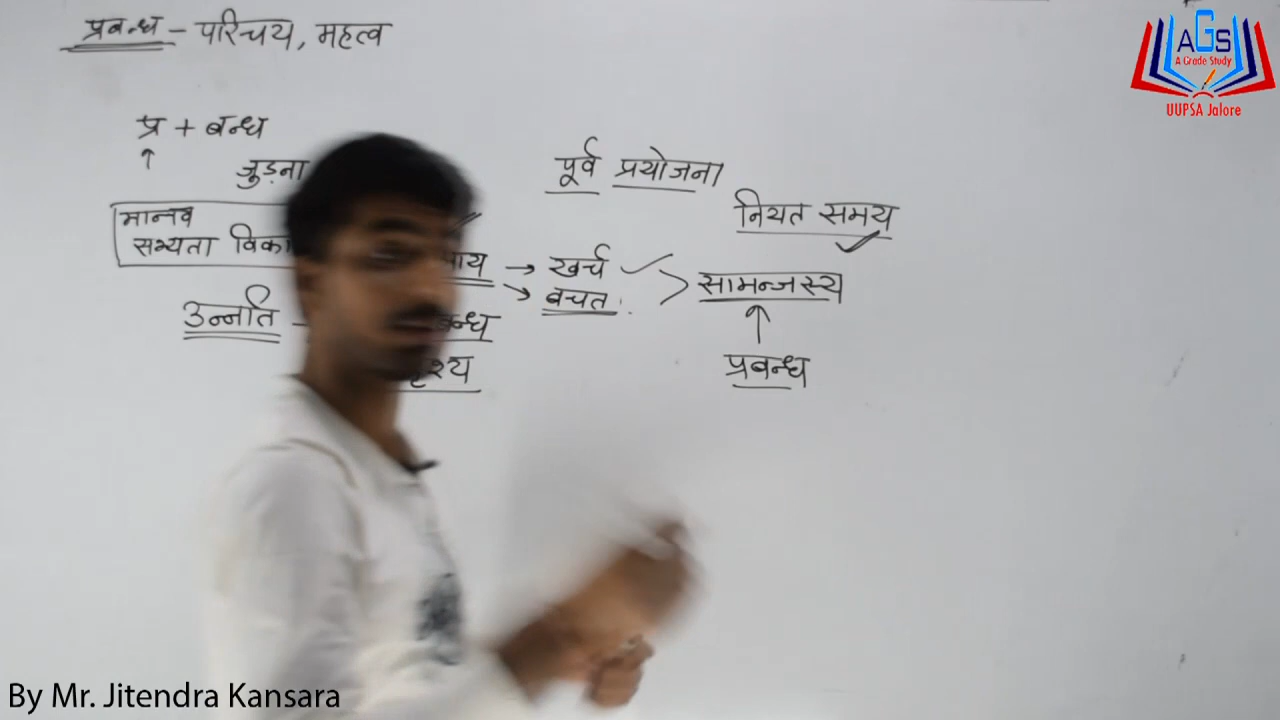 प्रबन्ध - परिचय, महत्व
प्र + बन्ध
↑ जुड़ना
मानव
सभ्यता
उन्नति -
पूर्व प्रयोजना
नियत समय ✓
→ खर्च ✓
→ बचत
> सामन्जस्य
↑
प्रबन्ध
AGS
A Grade Study
UUPSA Jalore
By Mr. Jitendra Kansara